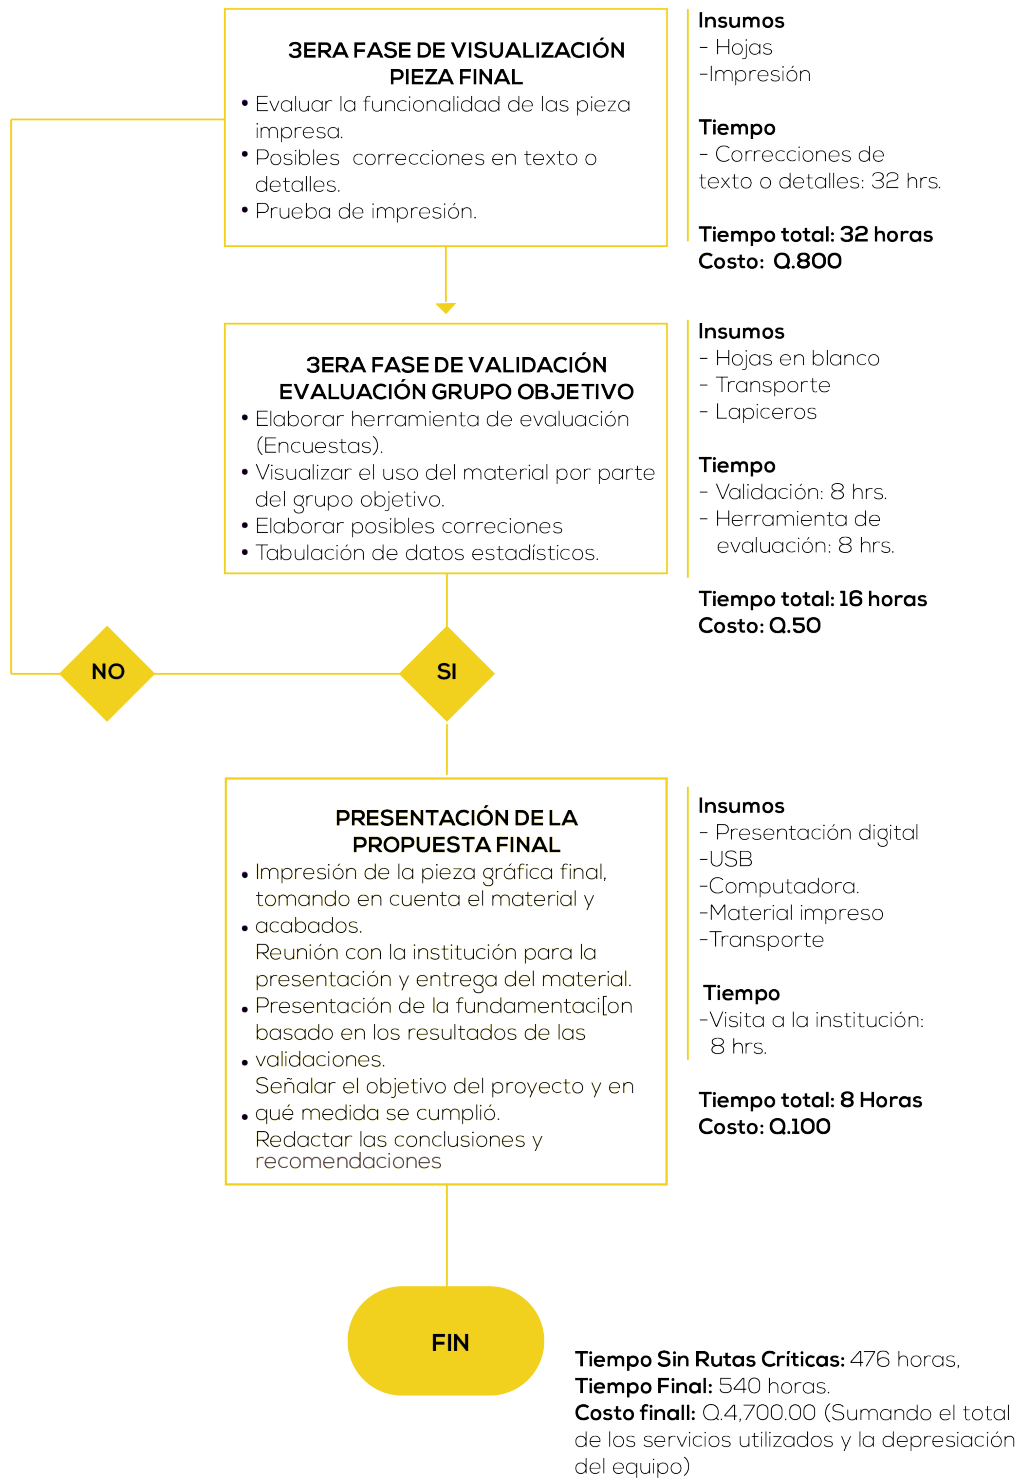 3ERA FASE DE VISUALIZACIÓN
PIEZA FINAL
• Evaluar la funcionalidad de las pieza
impresa.
• Posibles correcciones en texto o
detalles.
• Prueba de impresión.
Insumos
- Hojas
-Impresión
Tiempo
- Correcciones de
texto o detalles: 32 hrs.
Tiempo total: 32 horas
Costo: Q.800
3ERA FASE DE VALIDACIÓN
EVALUACIÓN GRUPO OBJETIVO
• Elaborar herramienta de evaluación
(Encuestas).
• Visualizar el uso del material por parte
del grupo objetivo.
• Elaborar posibles correciones
• Tabulación de datos estadísticos.
Insumos
- Hojas en blanco
- Transporte
- Lapiceros
Tiempo
- Validación: 8 hrs.
- Herramienta de
evaluación: 8 hrs.
Tiempo total: 16 horas
Costo: Q.50
NO
SI
PRESENTACIÓN DE LA
PROPUESTA FINAL
• Impresión de la pieza gráfica final,
tomando en cuenta el material y
• acabados.
Reunión con la institución para la
presentación y entrega del material.
• Presentación de la fundamentaci[on
basado en los resultados de las
• validaciones.
Señalar el objetivo del proyecto y en
• qué medida se cumplió.
Redactar las conclusiones y
recomendaciones
Insumos
- Presentación digital
-USB
-Computadora.
-Material impreso
-Transporte
Tiempo
-Visita a la institución:
8 hrs.
Tiempo total: 8 Horas
Costo: Q.100
FIN
Tiempo Sin Rutas Críticas: 476 horas,
Tiempo Final: 540 horas.
Costo finall: Q.4,700.00 (Sumando el total
de los servicios utilizados y la depresiación
del equipo)